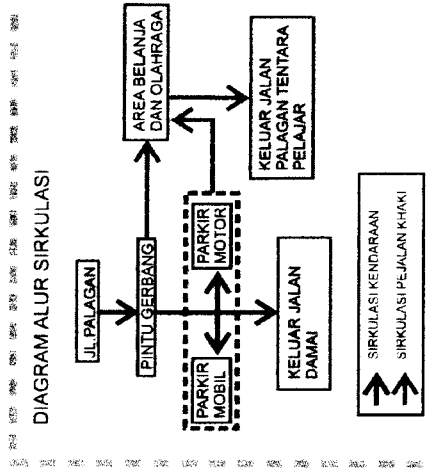 DIAGRAM ALUR SIRKULASI
JL.PALAGAN
PINTU GERBANG
AREA BELANJA
DAN OLAHRAGA
PARKIR
MOBIL
PARKIR
MOTOR
KELUAR JALAN
DAMAI
KELUAR JALAN
PALAGAN TENTARA
PELAJAR
SIRKULASI KENDARAAN
SIRKULASI PEJALAN KHAKI